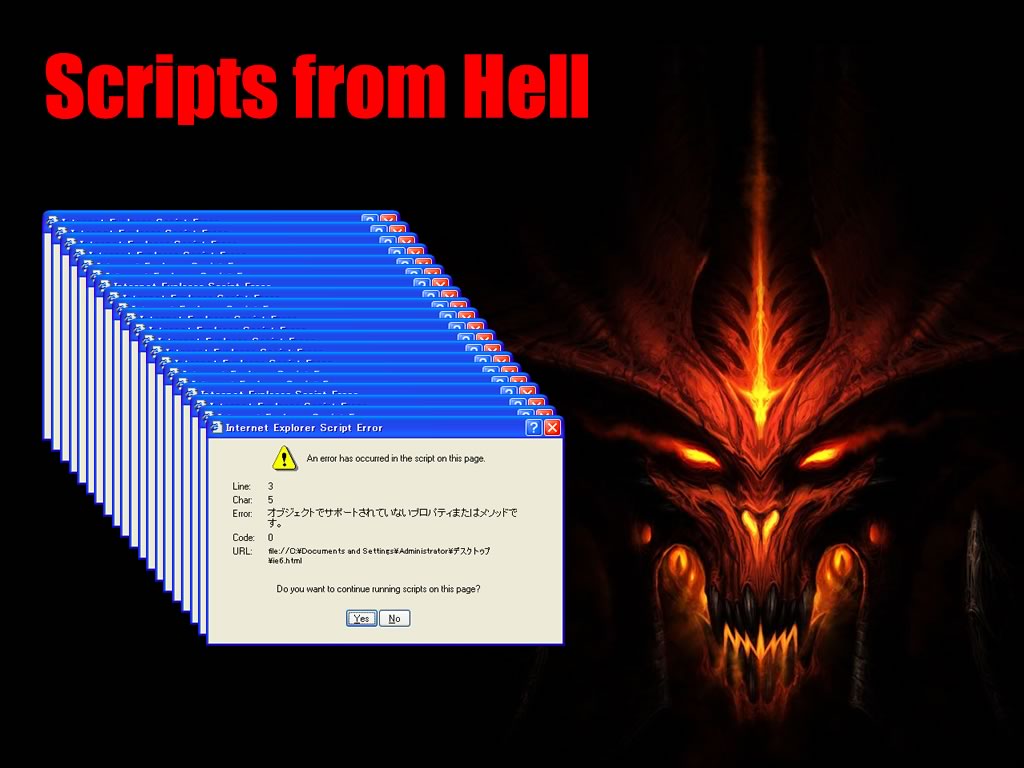 Scripts from Hell
Internet Explorer Script Error
An error has occurred in the script on this page.
Line: 3
Char: 5
Error: オブジェクトでサポートされていないプロパティまたはメソッドで
す。
Code: 0
URL: file://C:¥Documents and Settings¥Administrator¥デスクトップ
¥ie6.html
Do you want to continue running scripts on this page?
Yes No